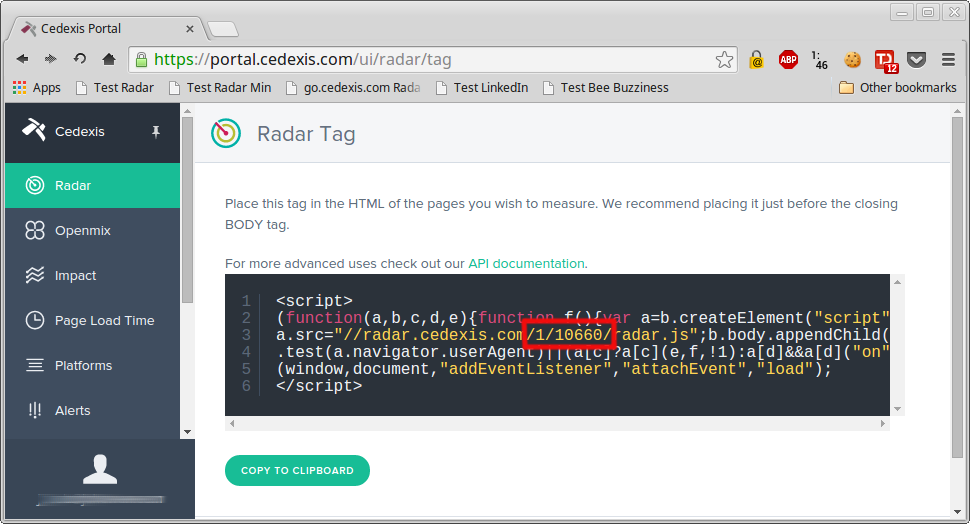 Cedexis Portal
https://portal.cedexis.com/ui/radar/tag
ABP
1:
46
12
Apps
Test Radar
Test Radar Min
go.cedexis.com Rada
Test LinkedIn
Test Bee Buzziness
Other bookmarks
Cedexis
Radar Tag
Radar
Openmix
Impact
Page Load Time
Platforms
Alerts
Place this tag in the HTML of the pages you wish to measure. We recommend placing it just before the closing
BODY tag.
For more advanced uses check out our API documentation.
1 <script>
2 (function(a,b,c,d,e){function f(){var a=b.createElement("script"
3 a.src="//radar.cedexis.com/1/10660/radar.js";b.body.appendChild(
4 .test(a.navigator.userAgent)||(a[c]?a[c](e,f,!1):a[d]&&a[d]("on"
5 (window,document,"addEventListener","attachEvent","load");
6 </script>
COPY TO CLIPBOARD